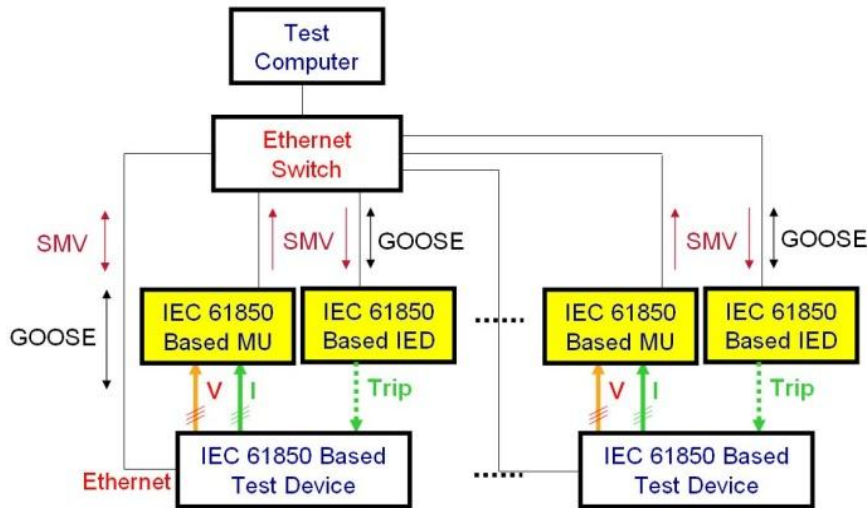 Test
Computer
Ethernet
Switch
SMV
SMV
GOOSE
SMV
GOOSE
GOOSE
IEC 61850
Based MU
IEC 61850
Based IED
IEC 61850
Based MU
IEC 61850
Based IED
V
I
Trip
V
I
Trip
Ethernet
IEC 61850 Based
Test Device
IEC 61850 Based
Test Device